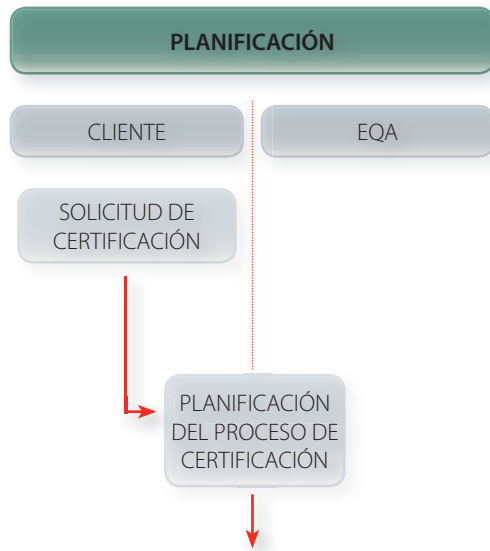 PLANIFICACIÓN
CLIENTE
EQA
SOLICITUD DE
CERTIFICACIÓN
PLANIFICACIÓN
DEL PROCESO DE
CERTIFICACIÓN